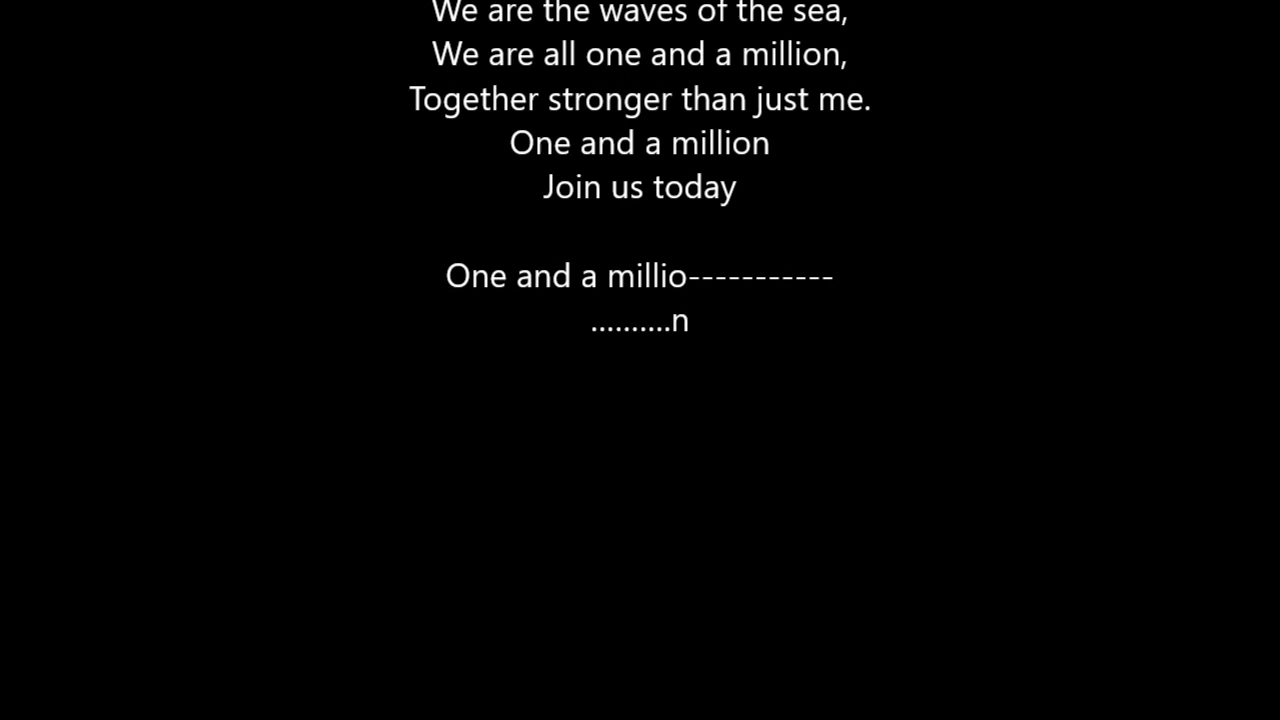 We are the waves of the sea,
We are all one and a million,
Together stronger than just me.
One and a million
Join us today
One and a millio-----------
..........n